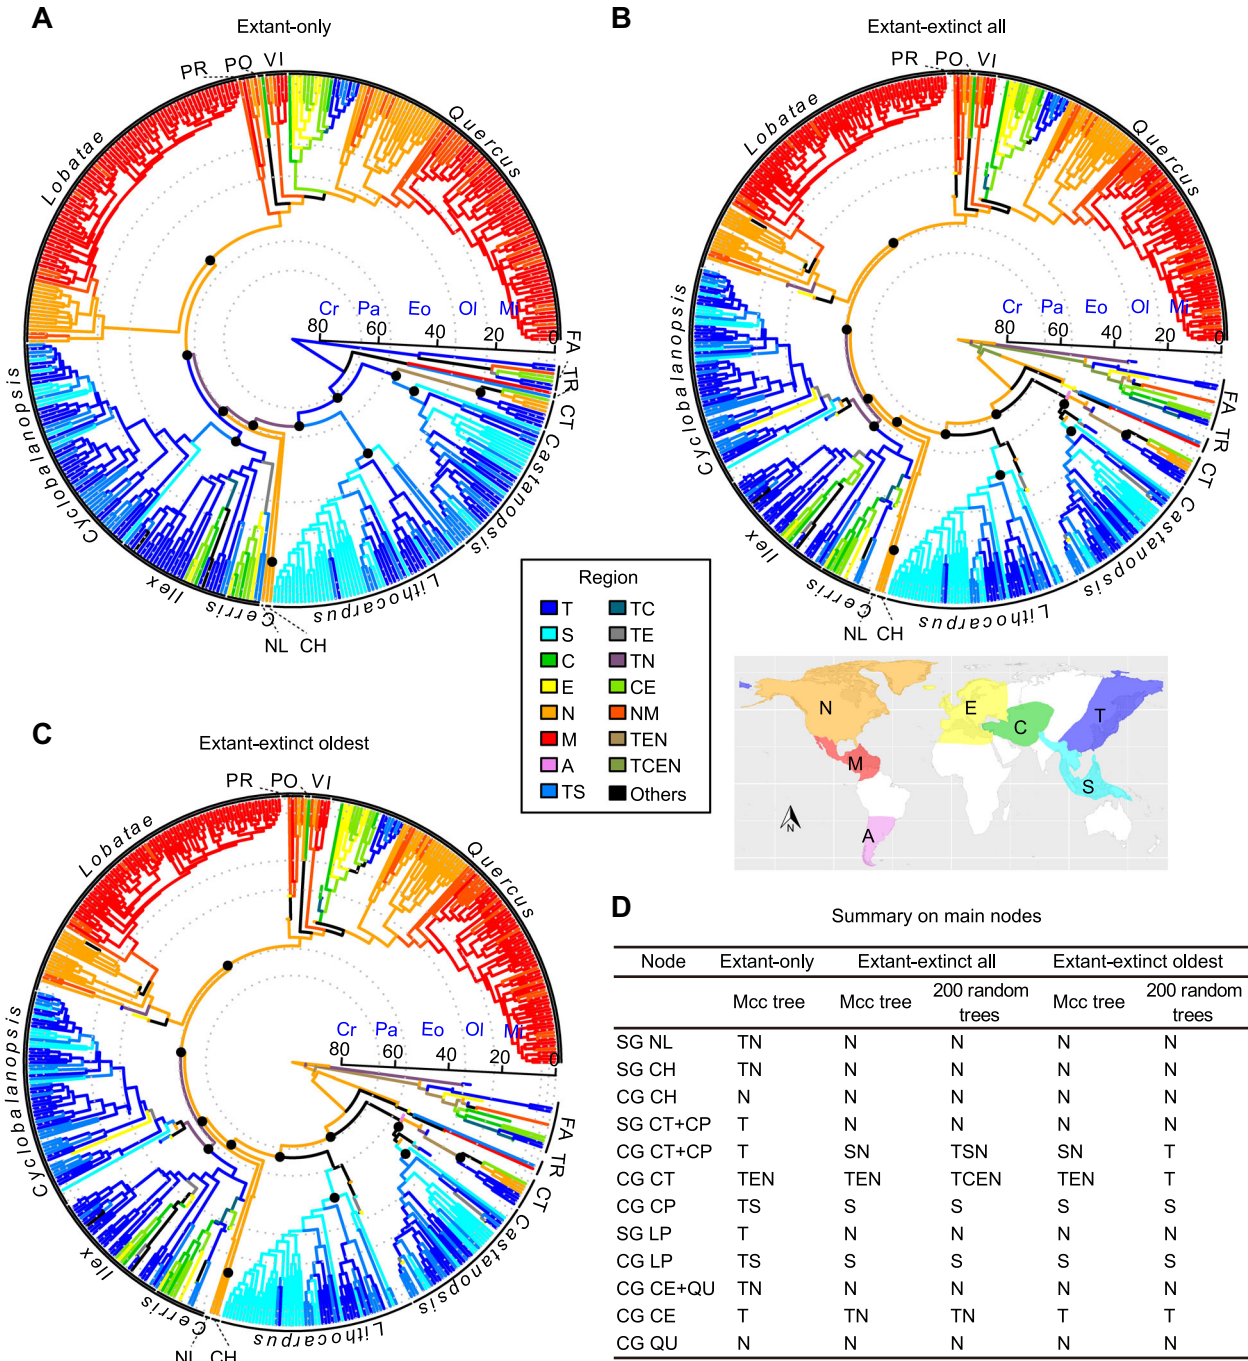 A
Extant-only
PR PO VI
Lobatae
Quercus
Cyclobalanopsis
Ilex
Cerris
NL CH
Lithocarpus
Castanopsis
CT
TR
FA
Cr Pa Eo Ol Mi
80 60 40 20 0
B
Extant-extinct all
PR PO VI
Lobatae
Quercus
Cyclobalanopsis
Ilex
Cerris
NL CH
Lithocarpus
Castanopsis
CT
TR
FA
Cr Pa Eo Ol Mi
80 60 40 20 0
Region
T TC
S TE
C TN
E CE
N NM
M TEN
A TCEN
TS Others
N E C T
M S
A
N
C
Extant-extinct oldest
PR PO VI
Lobatae
Quercus
Cyclobalanopsis
Ilex
Cerris
NL CH
Lithocarpus
Castanopsis
CT
TR
FA
Cr Pa Eo Ol Mi
80 60 40 20 0
D
Summary on main nodes
Node Extant-only Extant-extinct all Extant-extinct oldest
Mcc tree Mcc tree 200 random trees Mcc tree 200 random trees
SG NL TN N N N N
SG CH TN N N N N
CG CH N N N N N
SG CT+CP T N N N N
CG CT+CP T SN TSN SN T
CG CT TEN TEN TCEN TEN T
CG CP TS S S S S
SG LP T N N N N
CG LP TS S S S S
CG CE+QU TN N N N N
CG CE T TN TN T T
CG QU N N N N N